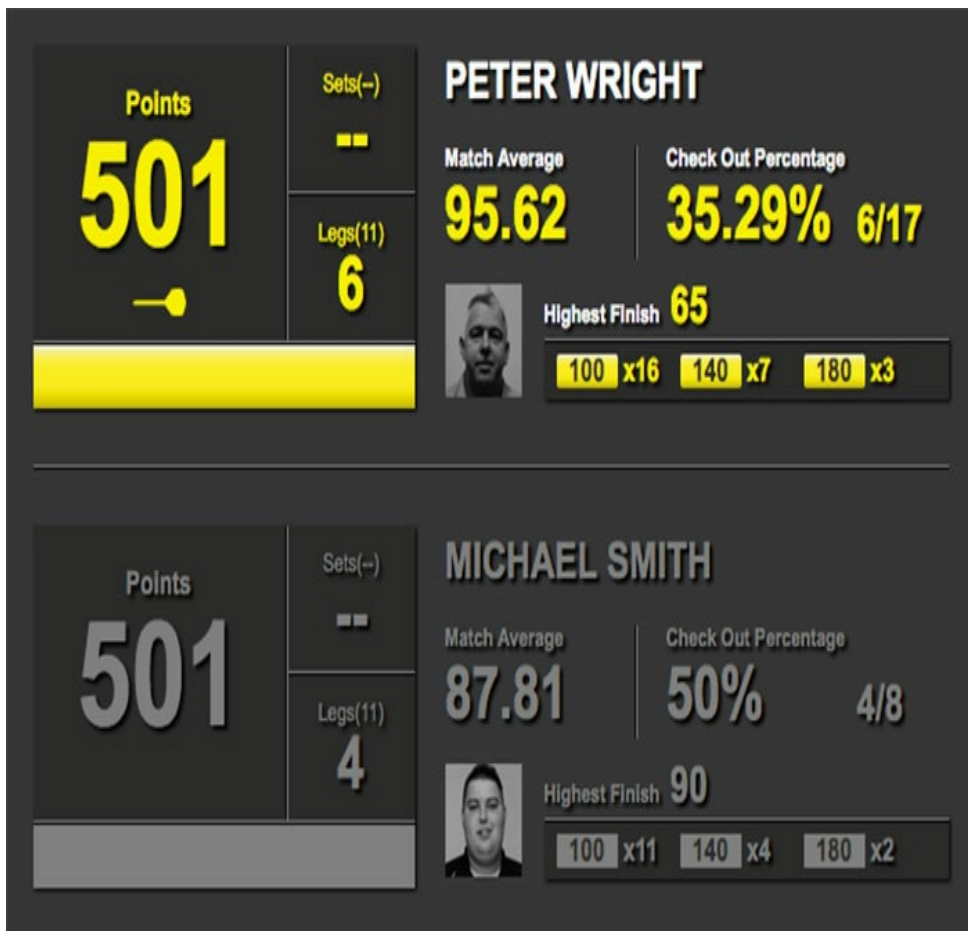 Points
501
Sets(--)
--
Legs(11)
6
PETER WRIGHT
Match Average
95.62
Check Out Percentage
35.29% 6/17
Highest Finish 65
100 x16 140 x7 180 x3
Points
501
Sets(--)
--
Legs(11)
4
MICHAEL SMITH
Match Average
87.81
Check Out Percentage
50% 4/8
Highest Finish 90
100 x11 140 x4 180 x2